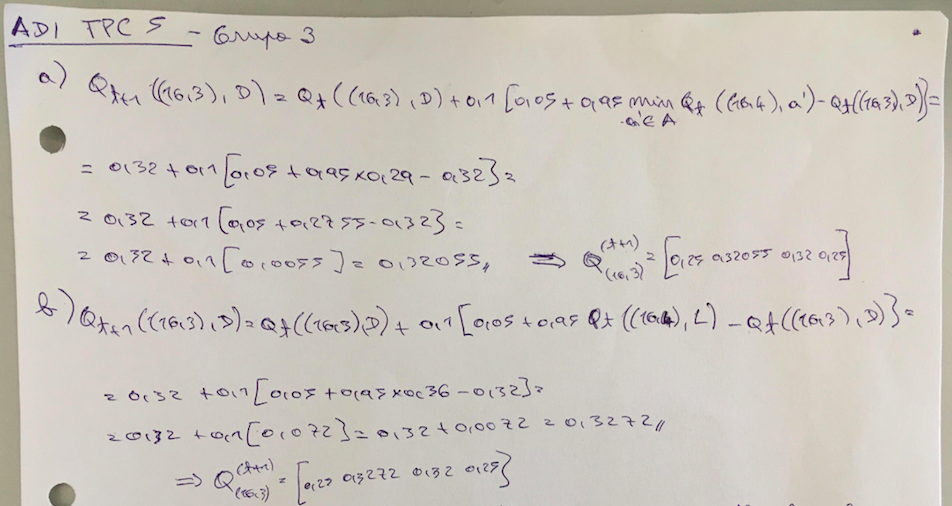 ADI TPC 5 - Grupo 3
a) Q_{t+1}((16,3), D) = Q_t((16,3), D) + 0,1 [0,05 + 0,95 min_{a'∈A} Q_t((16,4), a') - Q_t((16,3), D)] =
= 0,32 + 0,1 [0,05 + 0,95 × 0,29 - 0,32] =
= 0,32 + 0,1 [0,05 + 0,2755 - 0,32] =
= 0,32 + 0,1 [0,0055] = 0,32055,, ⇒ Q^{(t+1)}_{(16,3)} = [0,25 0,32055 0,32 0,25]
b) Q_{t+1}((16,3), D) = Q_t((16,3), D) + 0,1 [0,05 + 0,95 Q_t((16,4), L) - Q_t((16,3), D)] =
= 0,32 + 0,1 [0,05 + 0,95 × 0,36 - 0,32] =
= 0,32 + 0,1 [0,072] = 0,32 + 0,0072 = 0,3272,,
⇒ Q^{(t+1)}_{(16,3)} = [0,25 0,3272 0,32 0,25]